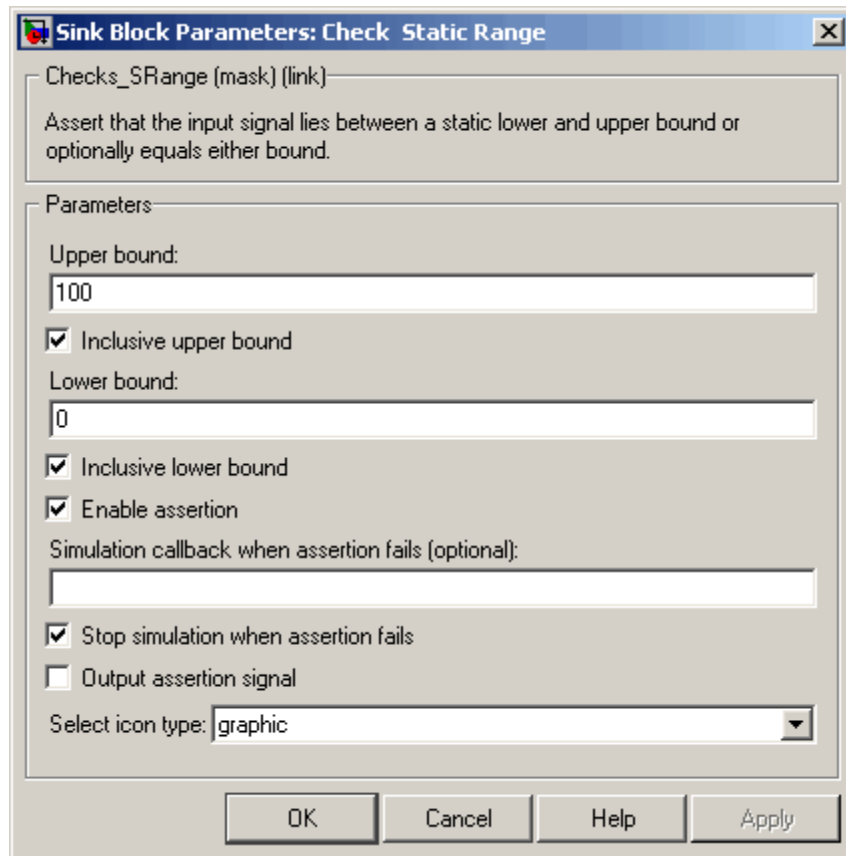 Sink Block Parameters: Check  Static Range
Checks_SRange (mask) (link)
Assert that the input signal lies between a static lower and upper bound or
optionally equals either bound.
Parameters
Upper bound:
100
Inclusive upper bound
Lower bound:
0
Inclusive lower bound
Enable assertion
Simulation callback when assertion fails (optional):
Stop simulation when assertion fails
Output assertion signal
Select icon type: graphic
OK Cancel Help Apply